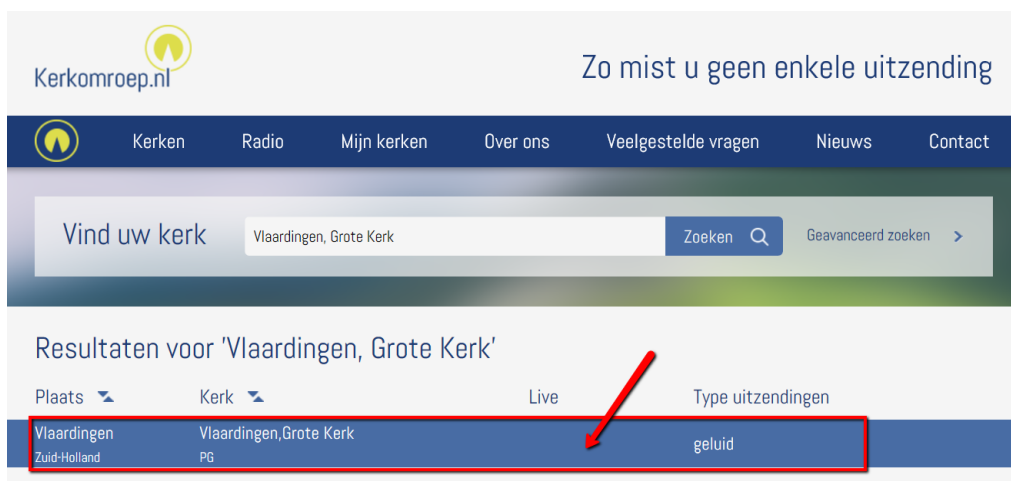 Kerkomroep.nl
Zo mist u geen enkele uitzending
Kerken Radio Mijn kerken Over ons Veelgestelde vragen Nieuws Contact
Vind uw kerk Vlaardingen, Grote Kerk Zoeken Geavanceerd zoeken
Resultaten voor 'Vlaardingen, Grote Kerk'
Plaats Kerk Live Type uitzendingen
Vlaardingen Vlaardingen,Grote Kerk geluid
Zuid-Holland PG